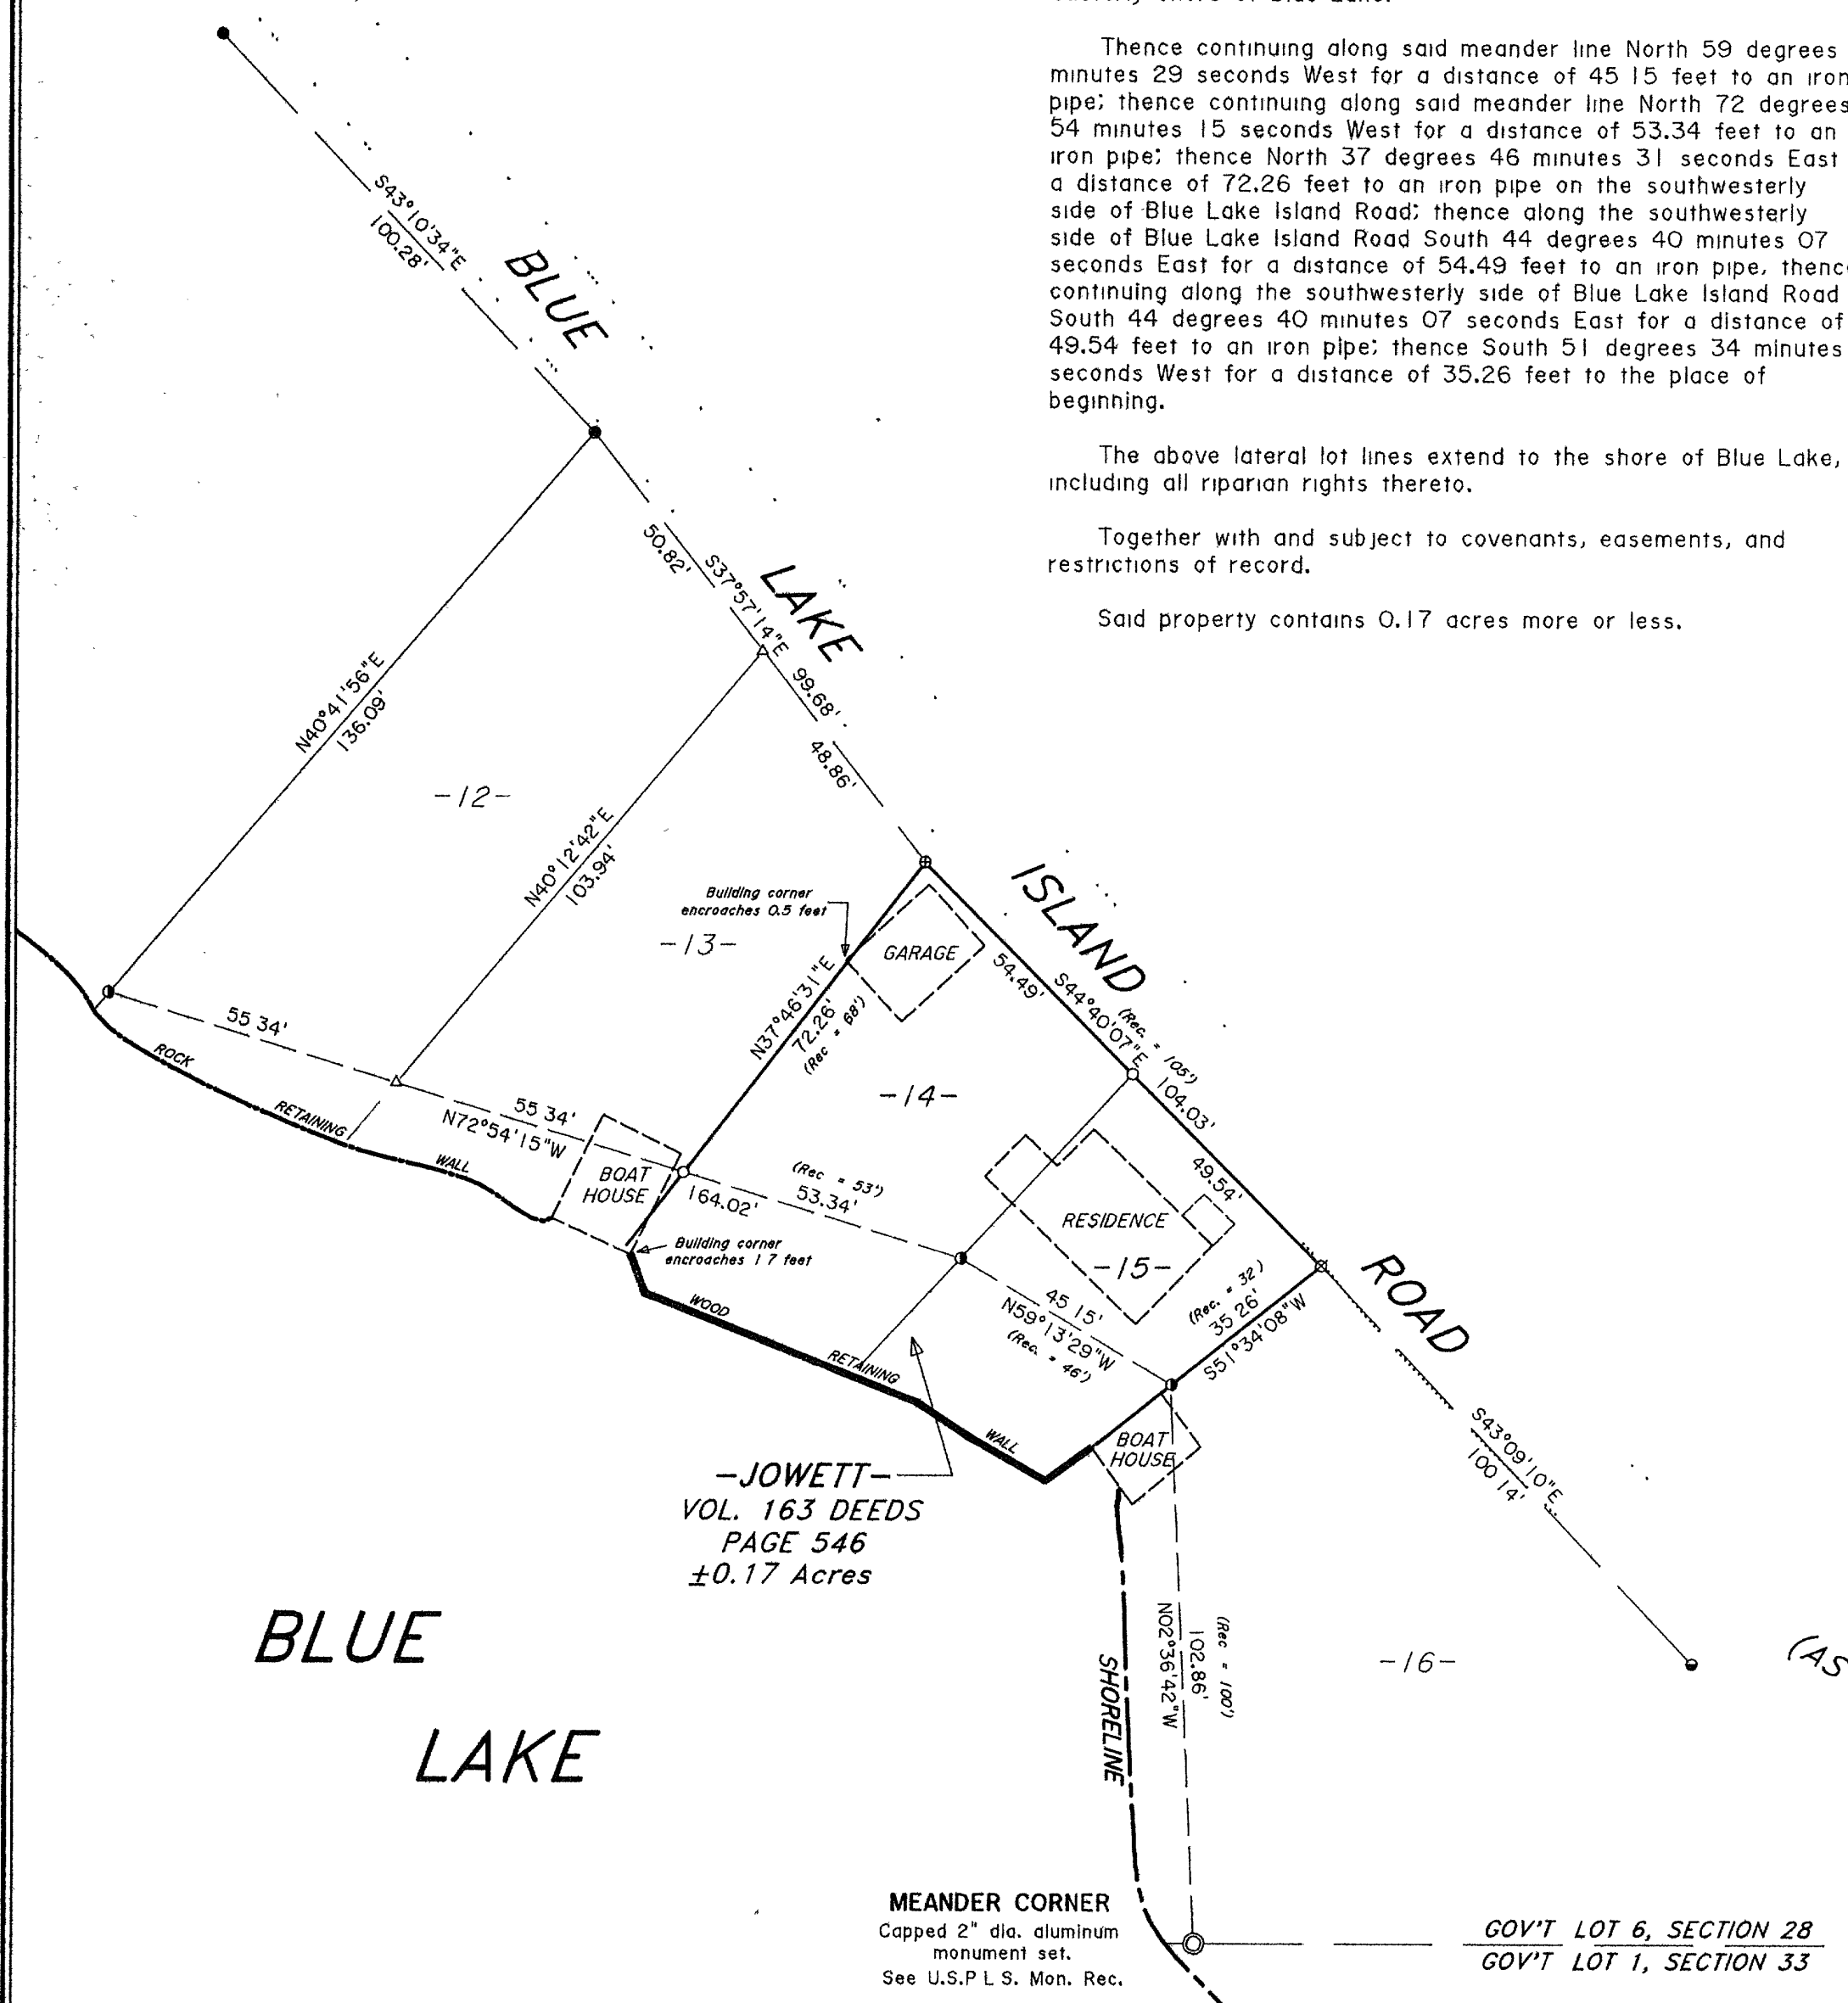 Thence continuing along said meander line North 59 degrees
minutes 29 seconds West for a distance of 45 15 feet to an iron
pipe; thence continuing along said meander line North 72 degrees
54 minutes 15 seconds West for a distance of 53.34 feet to an
iron pipe; thence North 37 degrees 46 minutes 31 seconds East
a distance of 72.26 feet to an iron pipe on the southwesterly
side of Blue Lake Island Road; thence along the southwesterly
side of Blue Lake Island Road South 44 degrees 40 minutes 07
seconds East for a distance of 54.49 feet to an iron pipe, thence
continuing along the southwesterly side of Blue Lake Island Road
South 44 degrees 40 minutes 07 seconds East for a distance of
49.54 feet to an iron pipe; thence South 51 degrees 34 minutes
seconds West for a distance of 35.26 feet to the place of
beginning.
The above lateral lot lines extend to the shore of Blue Lake,
including all riparian rights thereto.
Together with and subject to covenants, easements, and
restrictions of record.
Said property contains 0.17 acres more or less.
S43°10'34"E
100.28'
BLUE
LAKE
ISLAND
ROAD
50.82'
S37°57'14"E
99.68'
48.86'
N40°41'56"E
136.09'
-12-
N40°12'42"E
103.94'
Building corner
encroaches 0.5 feet
-13-
GARAGE
54.49'
S44°40'07"E
(Rec. = 105')
104.03'
49.54'
N37°46'31"E
72.26'
(Rec = 68')
-14-
55 34'
ROCK
RETAINING
WALL
55 34'
N72°54'15"W
BOAT
HOUSE
164.02'
(Rec = 53')
53.34'
Building corner
encroaches 1 7 feet
RESIDENCE
-15-
45 15'
N59°13'29"W
(Rec. = 46')
(Rec. = 32')
35 26'
S51°34'08"W
WOOD
RETAINING
WALL
BOAT
HOUSE
S43°09'10"E
100 14'
-JOWETT-
VOL. 163 DEEDS
PAGE 546
±0.17 Acres
BLUE
LAKE
SHORELINE
N02°36'42"W
102.86'
(Rec = 100')
-16-
(AS
MEANDER CORNER
Capped 2" dia. aluminum
monument set.
See U.S.P L S. Mon. Rec.
GOV'T LOT 6, SECTION 28
GOV'T LOT 1, SECTION 33